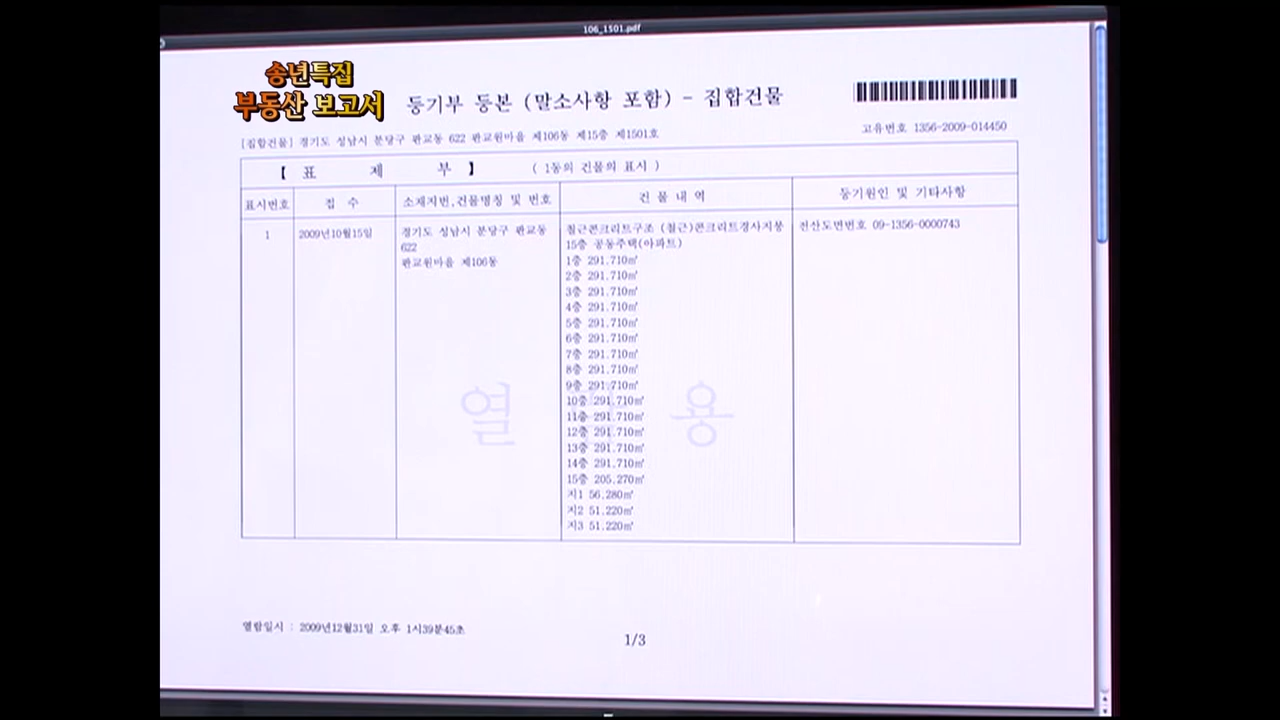 106_1501.pdf
송년특집
부동산 보고서
등기부 등본 (말소사항 포함) - 집합건물
고유번호 1356-2009-014450
[집합건물] 경기도 성남시 분당구 판교동 622 판교원마을 제106동 제15층 제1501호
【 표 제 부 】 ( 1동의 건물의 표시 )
표시번호 접 수 소재지번,건물명칭 및 번호 건 물 내 역 등기원인 및 기타사항
1 2009년10월15일 경기도 성남시 분당구 판교동 철근콘크리트구조 (철근)콘크리트경사지붕 전산도면번호 09-1356-0000743
622 15층 공동주택(아파트)
판교원마을 제106동 1층 291.710㎡
2층 291.710㎡
3층 291.710㎡
4층 291.710㎡
5층 291.710㎡
6층 291.710㎡
7층 291.710㎡
8층 291.710㎡
9층 291.710㎡
10층 291.710㎡
11층 291.710㎡
12층 291.710㎡
13층 291.710㎡
14층 291.710㎡
15층 205.270㎡
지1 56.280㎡
지2 51.220㎡
지3 51.220㎡
열 용
열람일시 : 2009년12월31일 오후 1시39분45초
1/3